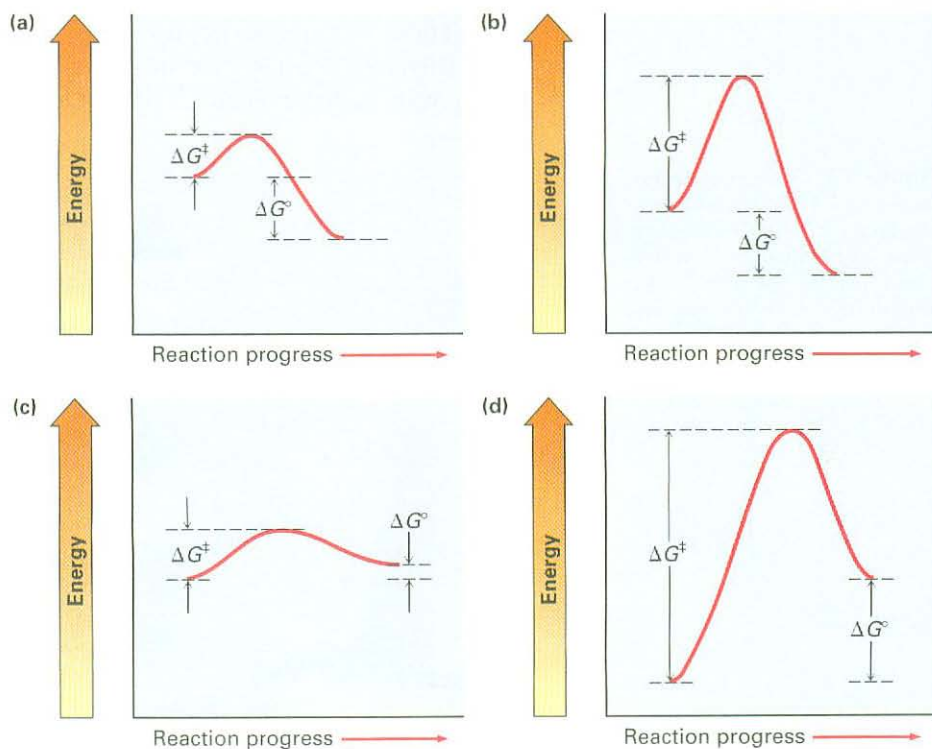 (a)
Energy
ΔG‡
ΔG°
Reaction progress
(b)
Energy
ΔG‡
ΔG°
Reaction progress
(c)
Energy
ΔG‡
ΔG°
Reaction progress
(d)
Energy
ΔG‡
ΔG°
Reaction progress